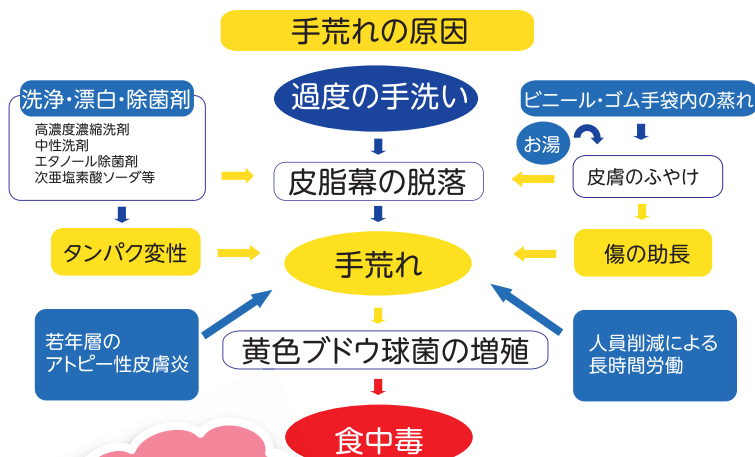 手荒れの原因
洗浄・漂白・除菌剤
高濃度濃縮洗剤
中性洗剤
エタノール除菌剤
次亜塩素酸ソーダ等
過度の手洗い
ビニール・ゴム手袋内の蒸れ
お湯
皮脂幕の脱落
皮膚のふやけ
タンパク変性
手荒れ
傷の助長
若年層の
アトピー性皮膚炎
黄色ブドウ球菌の増殖
人員削減による
長時間労働
食中毒